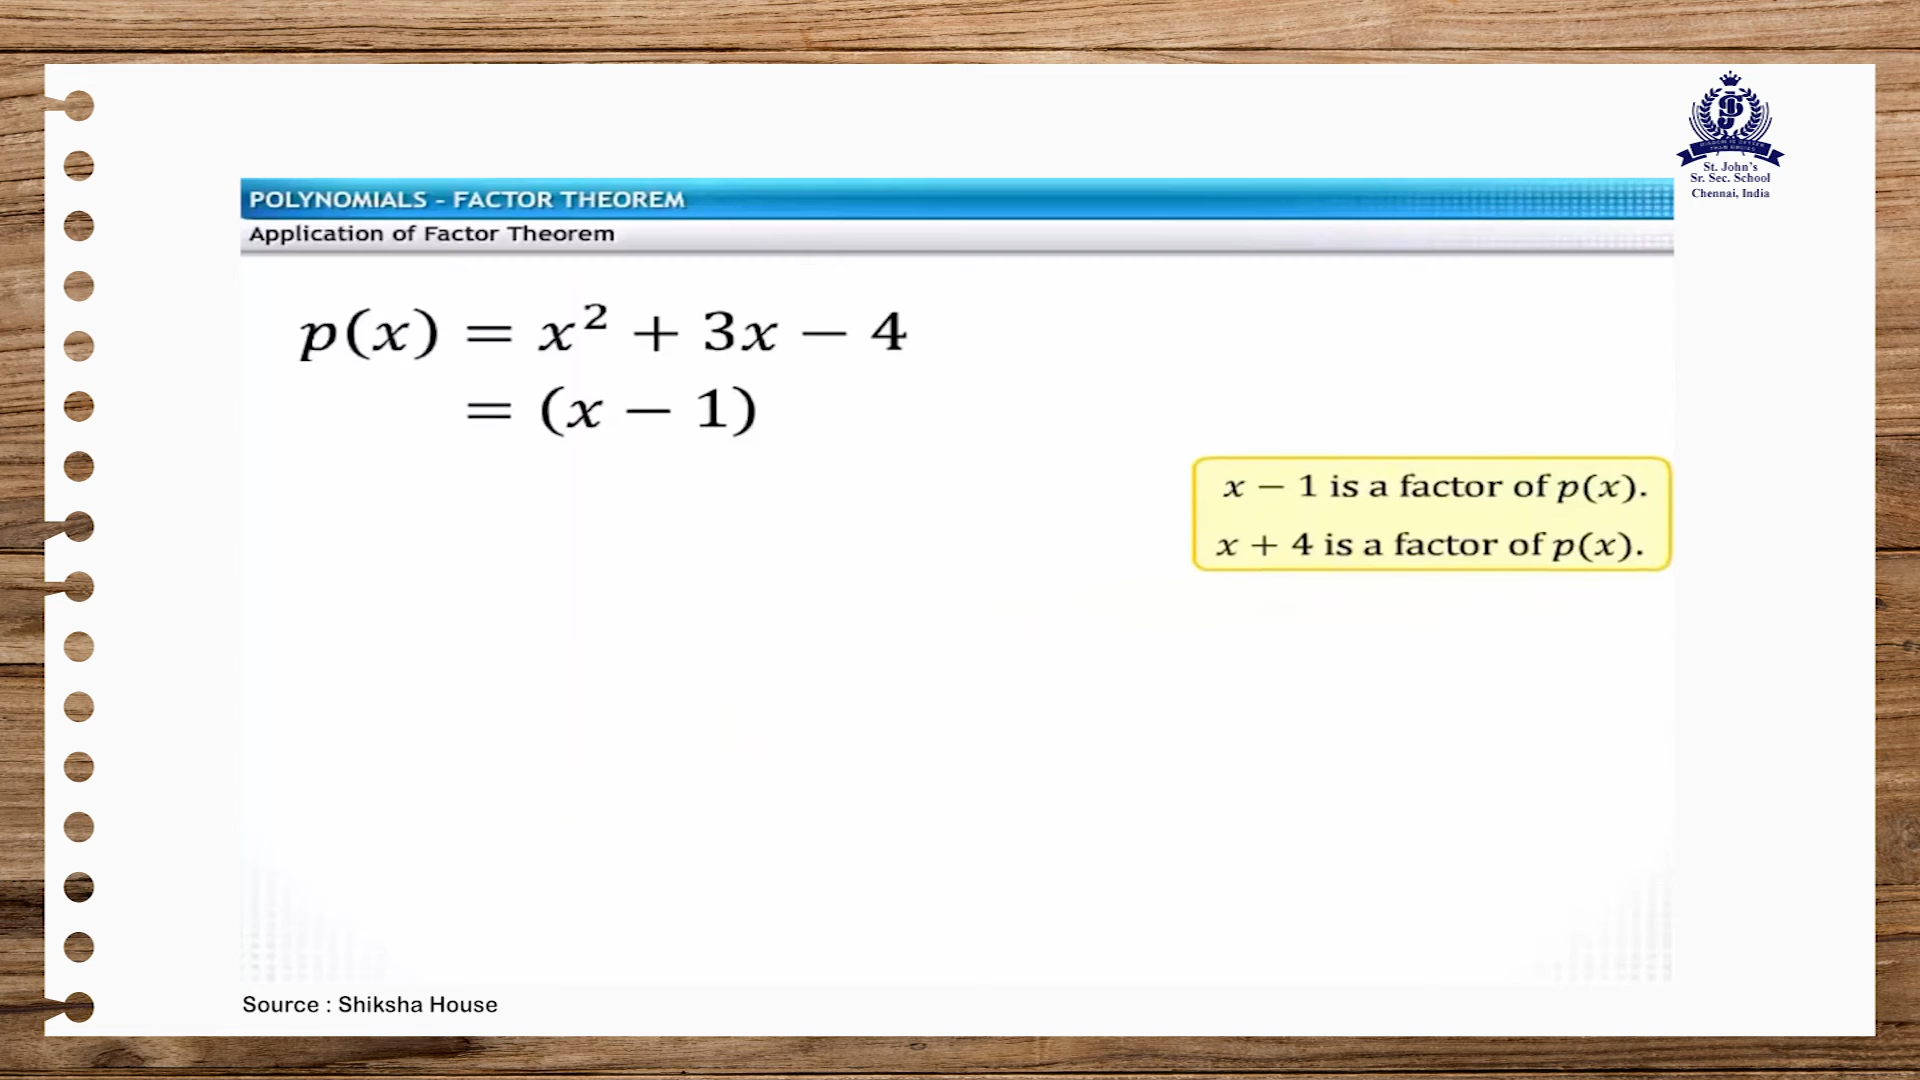 St. John's
Sr. Sec. School
Chennai, India
POLYNOMIALS - FACTOR THEOREM
Application of Factor Theorem
p(x) = x² + 3x − 4
= (x − 1)
x − 1 is a factor of p(x).
x + 4 is a factor of p(x).
Source : Shiksha House